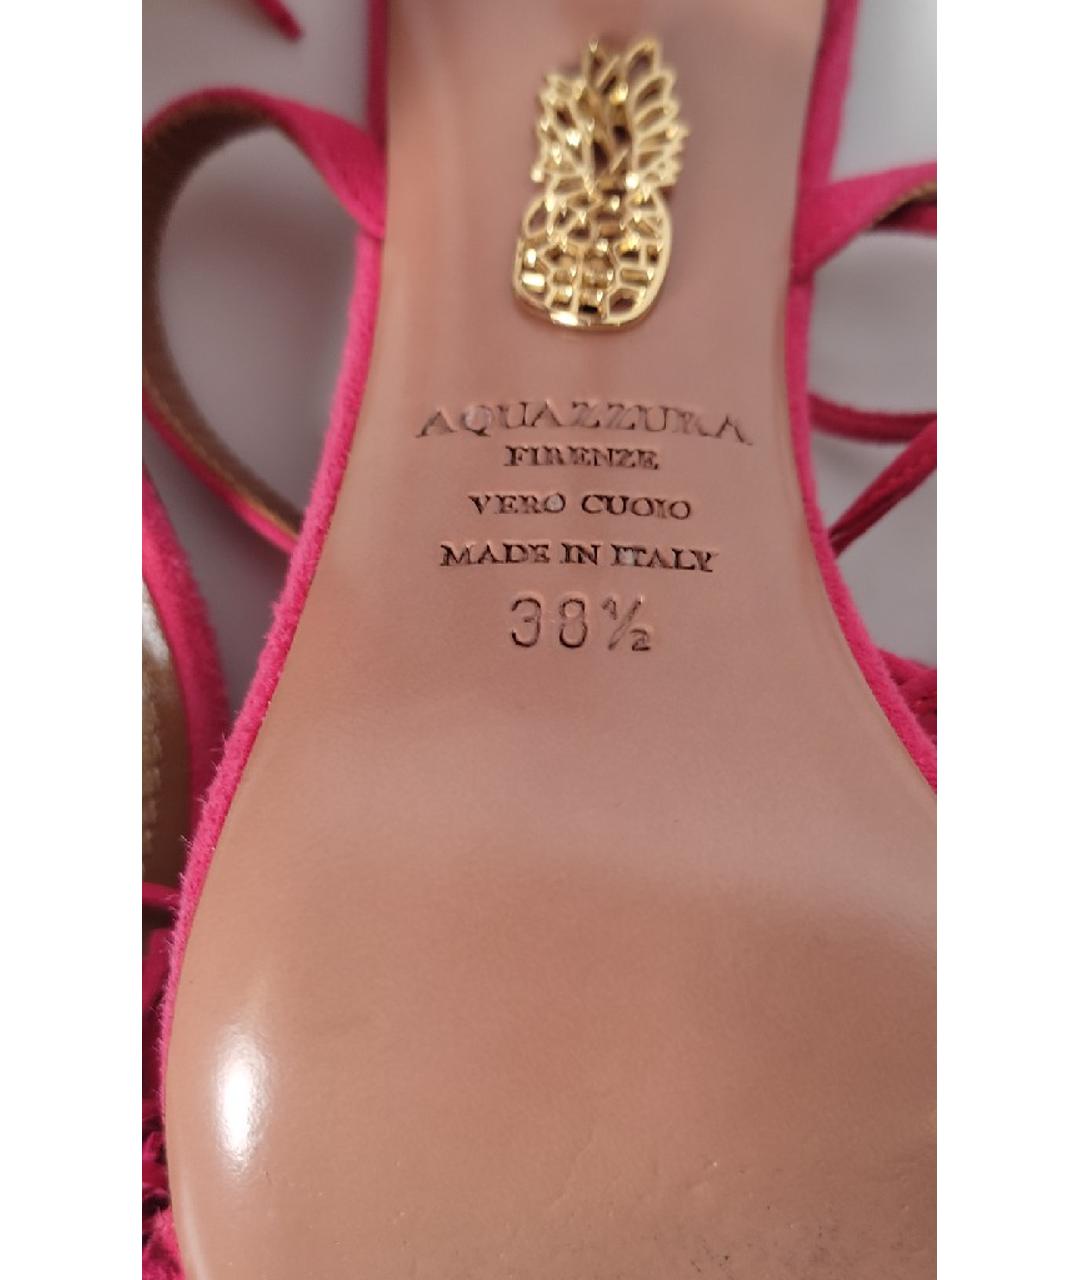 AQUAZZURA
FIRENZE
VERO CUOIO
MADE IN ITALY
38½